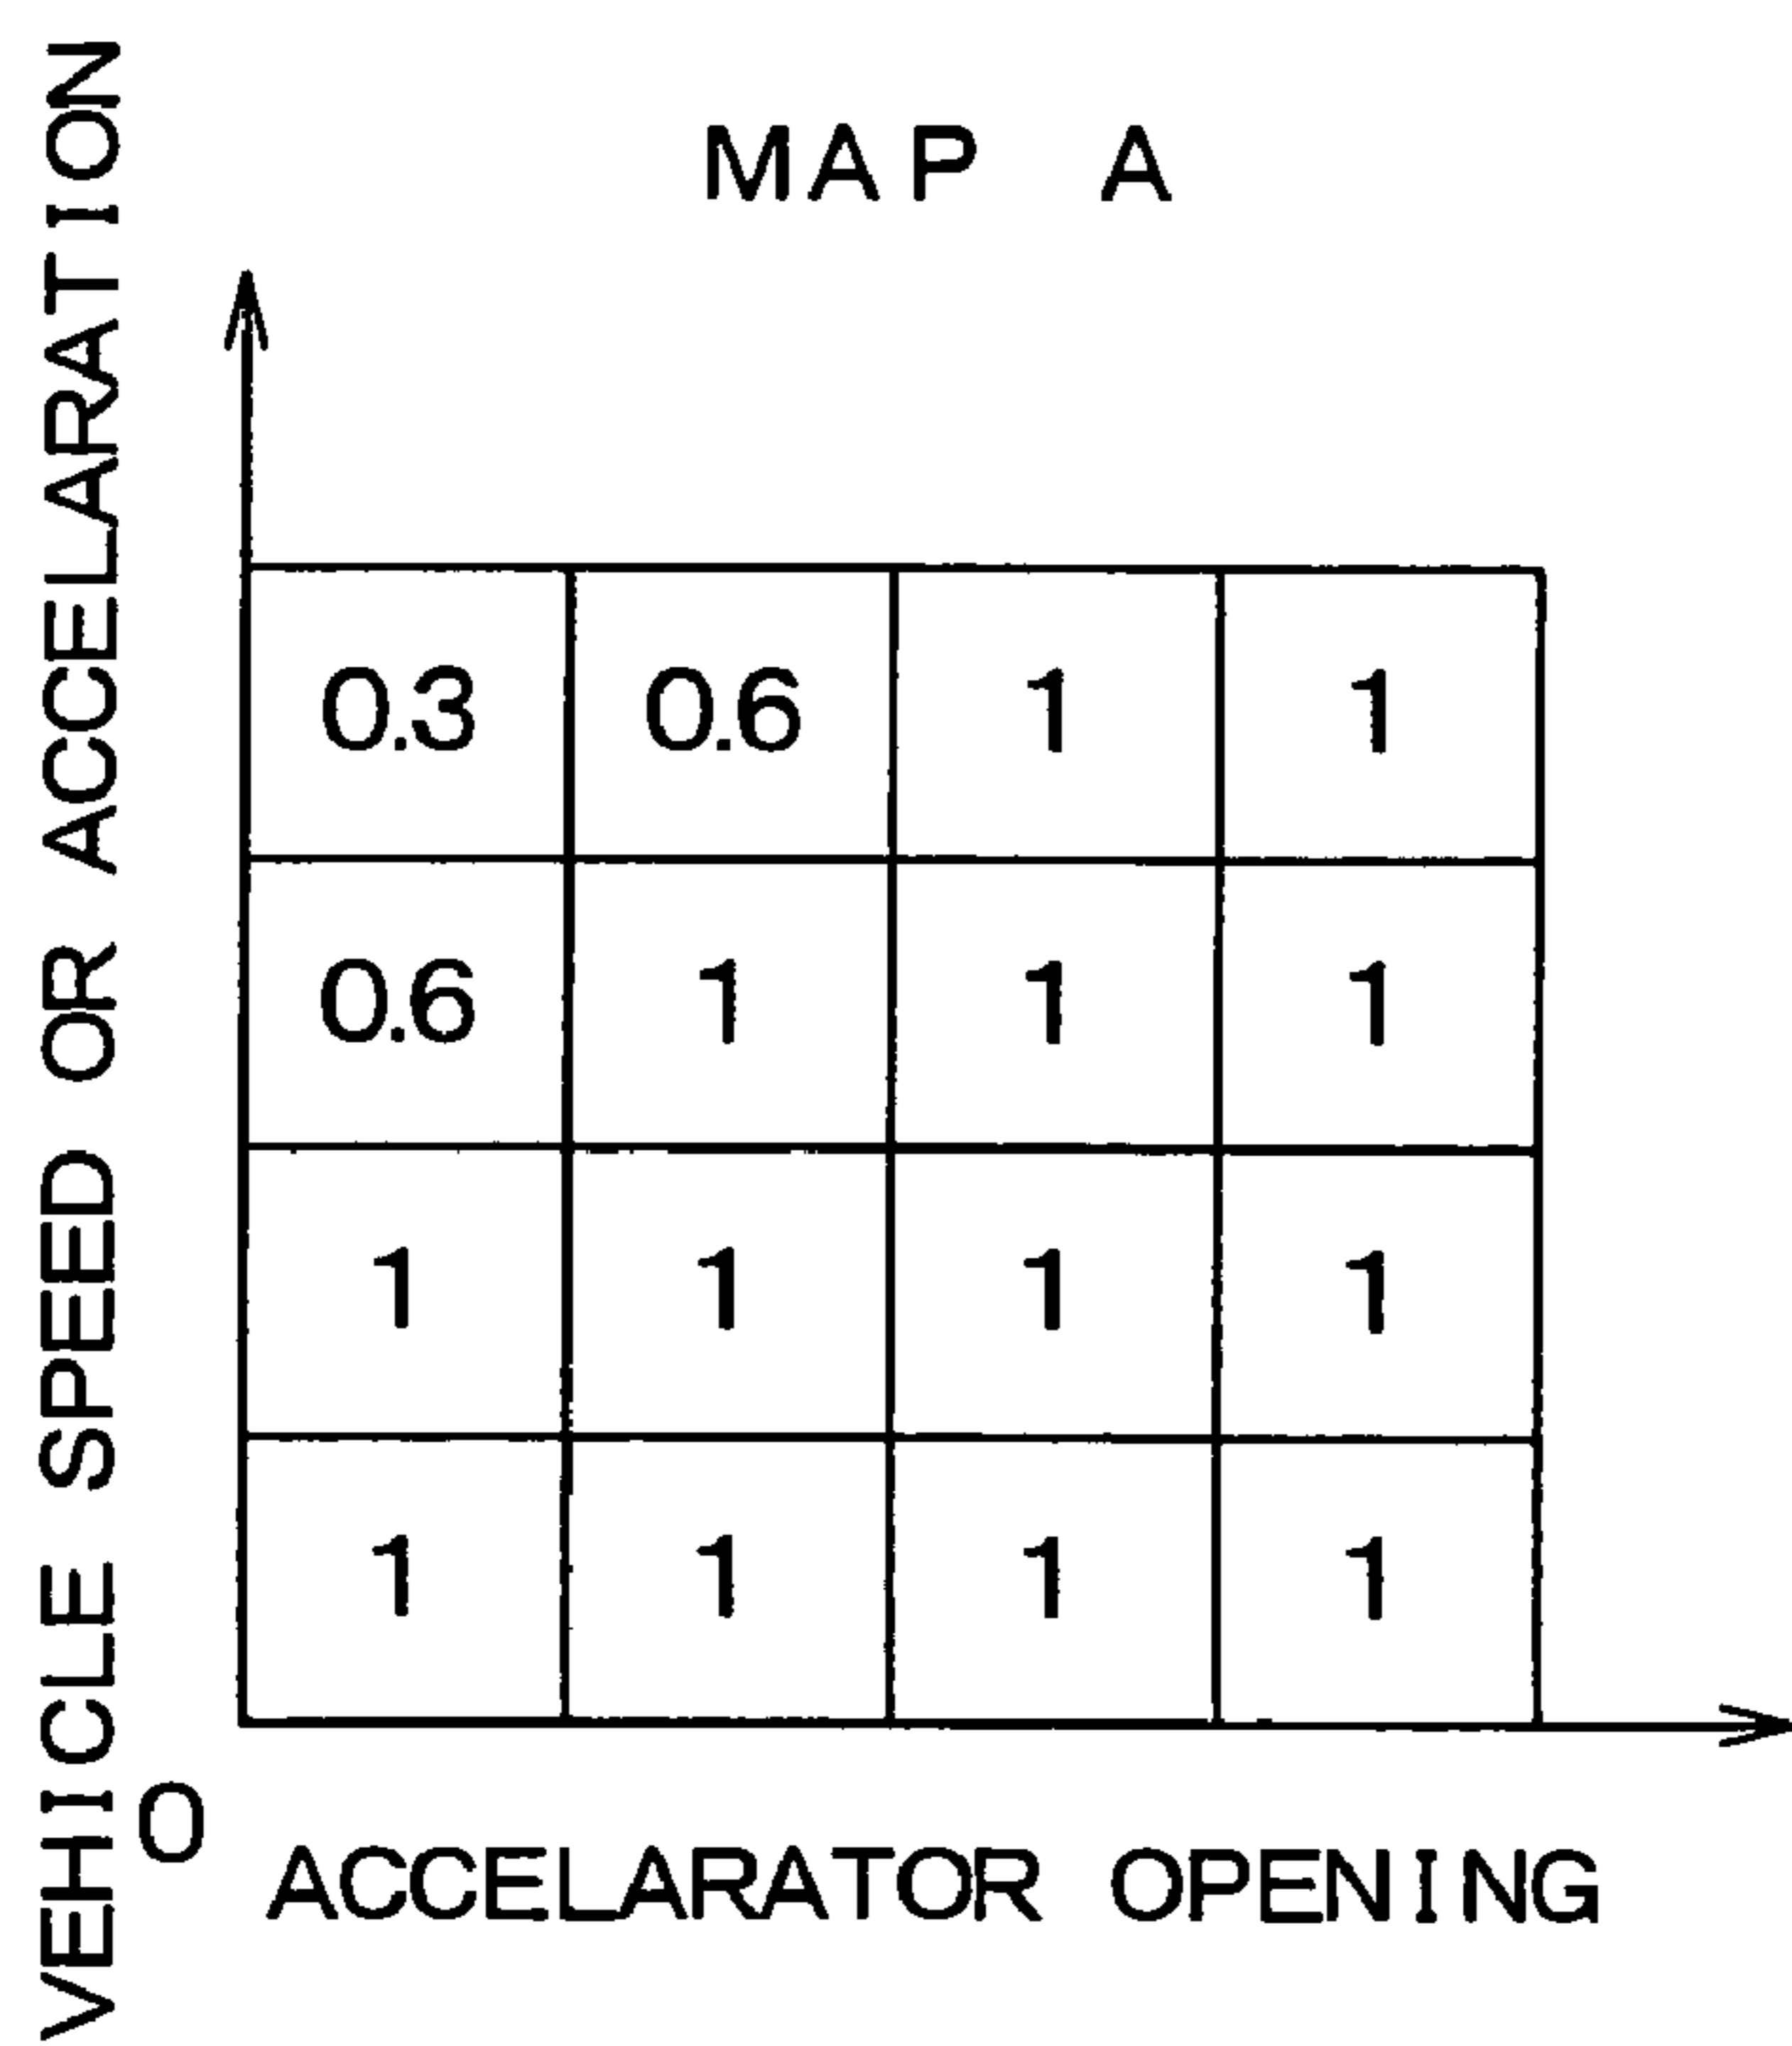 MAP A
VEHICLE SPEED OR ACCELARATION
0.3 0.6 1 1
0.6 1 1 1
1 1 1 1
1 1 1 1
0
ACCELARATOR OPENING